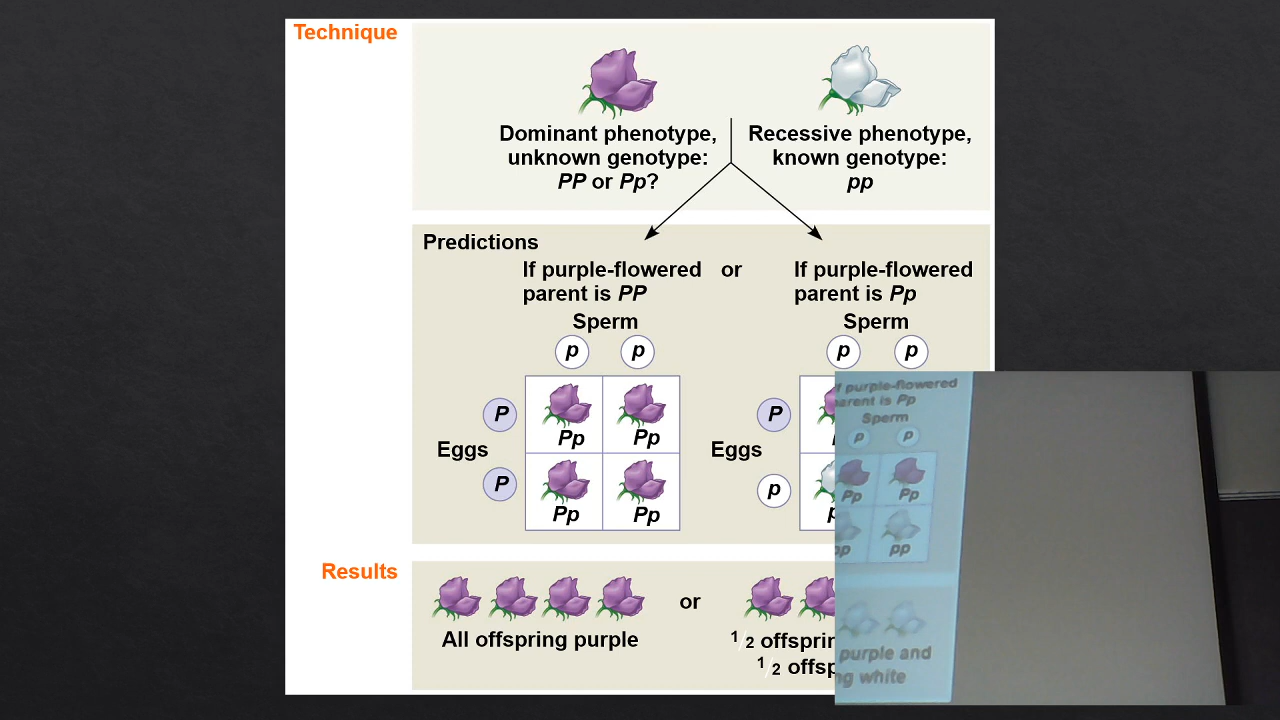 Technique
Dominant phenotype,
unknown genotype:
PP or Pp?
Recessive phenotype,
known genotype:
pp
Predictions
If purple-flowered
parent is PP
or
If purple-flowered
parent is Pp
Sperm
p p
Eggs
P
P
Pp Pp
Pp Pp
Sperm
p p
Eggs
P
p
If purple-flowered
parent is Pp
Sperm
p p
Pp Pp
pp pp
Results
All offspring purple
or
1/2 offsprin
1/2 offsp
purple and
ng white